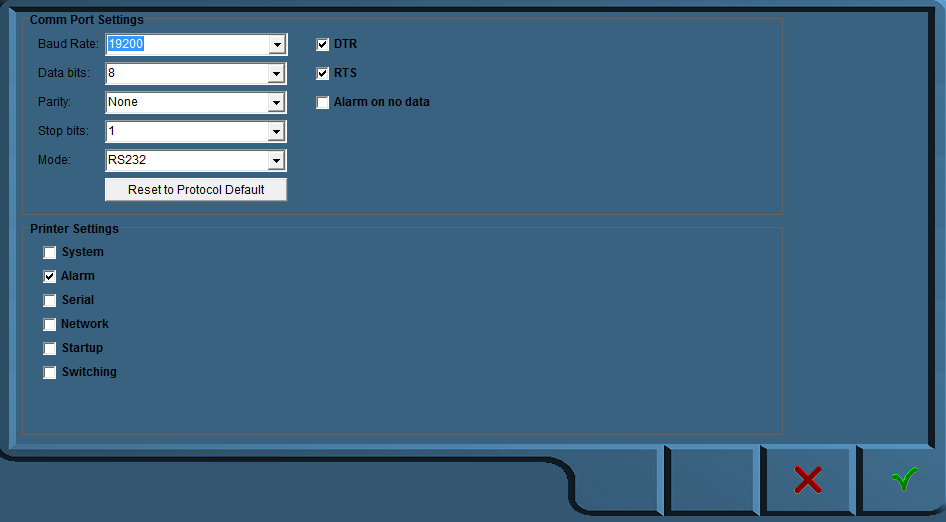 Comm Port Settings
Baud Rate: 19200 DTR
Data bits: 8 RTS
Parity: None Alarm on no data
Stop bits: 1
Mode: RS232
Reset to Protocol Default
Printer Settings
System
Alarm
Serial
Network
Startup
Switching